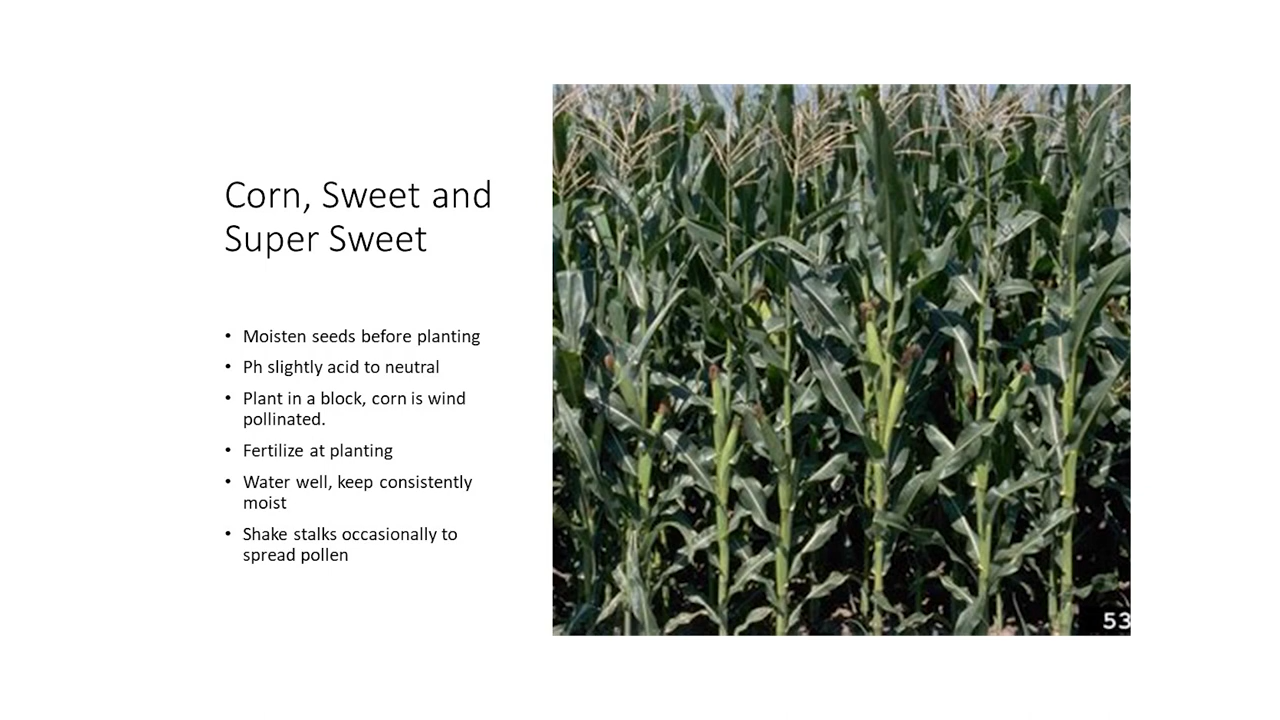 Corn, Sweet and
Super Sweet
• Moisten seeds before planting
• Ph slightly acid to neutral
• Plant in a block, corn is wind
pollinated.
• Fertilize at planting
• Water well, keep consistently
moist
• Shake stalks occasionally to
spread pollen
53